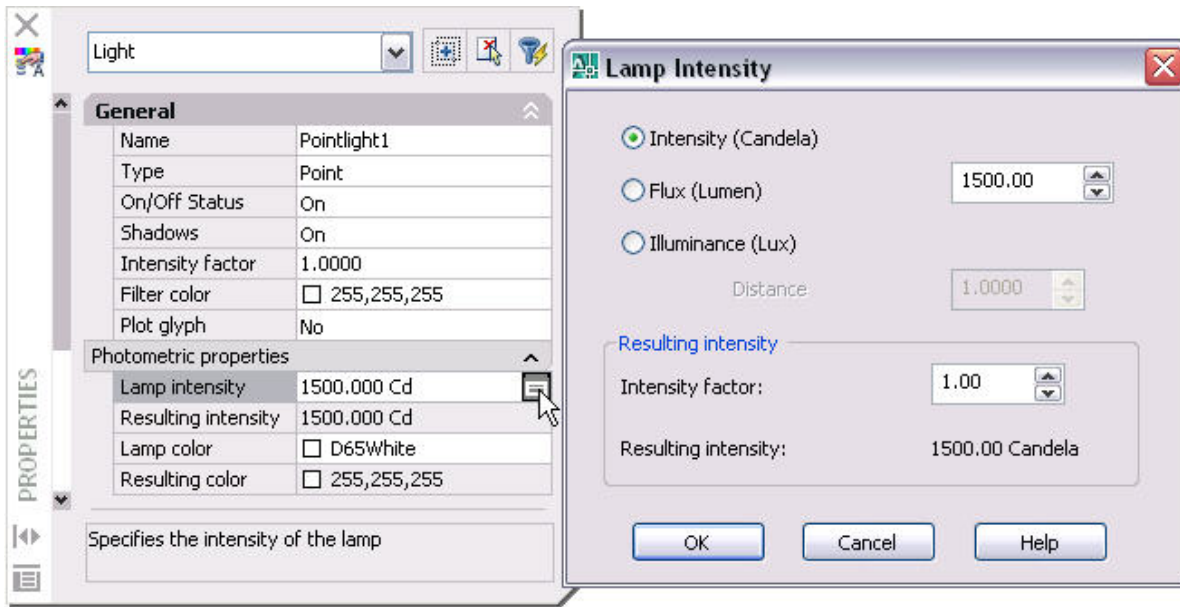 Light
General
Name Pointlight1
Type Point
On/Off Status On
Shadows On
Intensity factor 1.0000
Filter color 255,255,255
Plot glyph No
Photometric properties
Lamp intensity 1500.000 Cd
Resulting intensity 1500.000 Cd
Lamp color D65White
Resulting color 255,255,255
Specifies the intensity of the lamp
PROPERTIES
Lamp Intensity
Intensity (Candela)
Flux (Lumen) 1500.00
Illuminance (Lux)
Distance 1.0000
Resulting intensity
Intensity factor: 1.00
Resulting intensity: 1500.00 Candela
OK Cancel Help